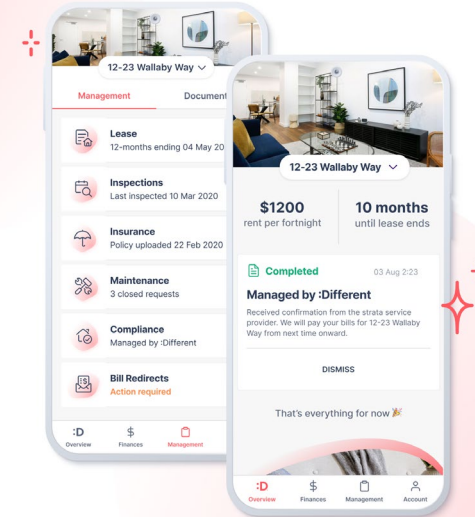 12-23 Wallaby Way
Management
Document
Lease
12-months ending 04 May 20
Inspections
Last inspected 10 Mar 2020
Insurance
Policy uploaded 22 Feb 2020
Maintenance
3 closed requests
Compliance
Managed by :Different
Bill Redirects
Action required
:D
Overview
$
Finances
Management
12-23 Wallaby Way
$1200
rent per fortnight
10 months
until lease ends
Completed
03 Aug 2:23
Managed by :Different
Received confirmation from the strata service
provider. We will pay your bills for 12-23 Wallaby
Way from next time onward.
DISMISS
That's everything for now 🎉
:D
Overview
$
Finances
Management
Account